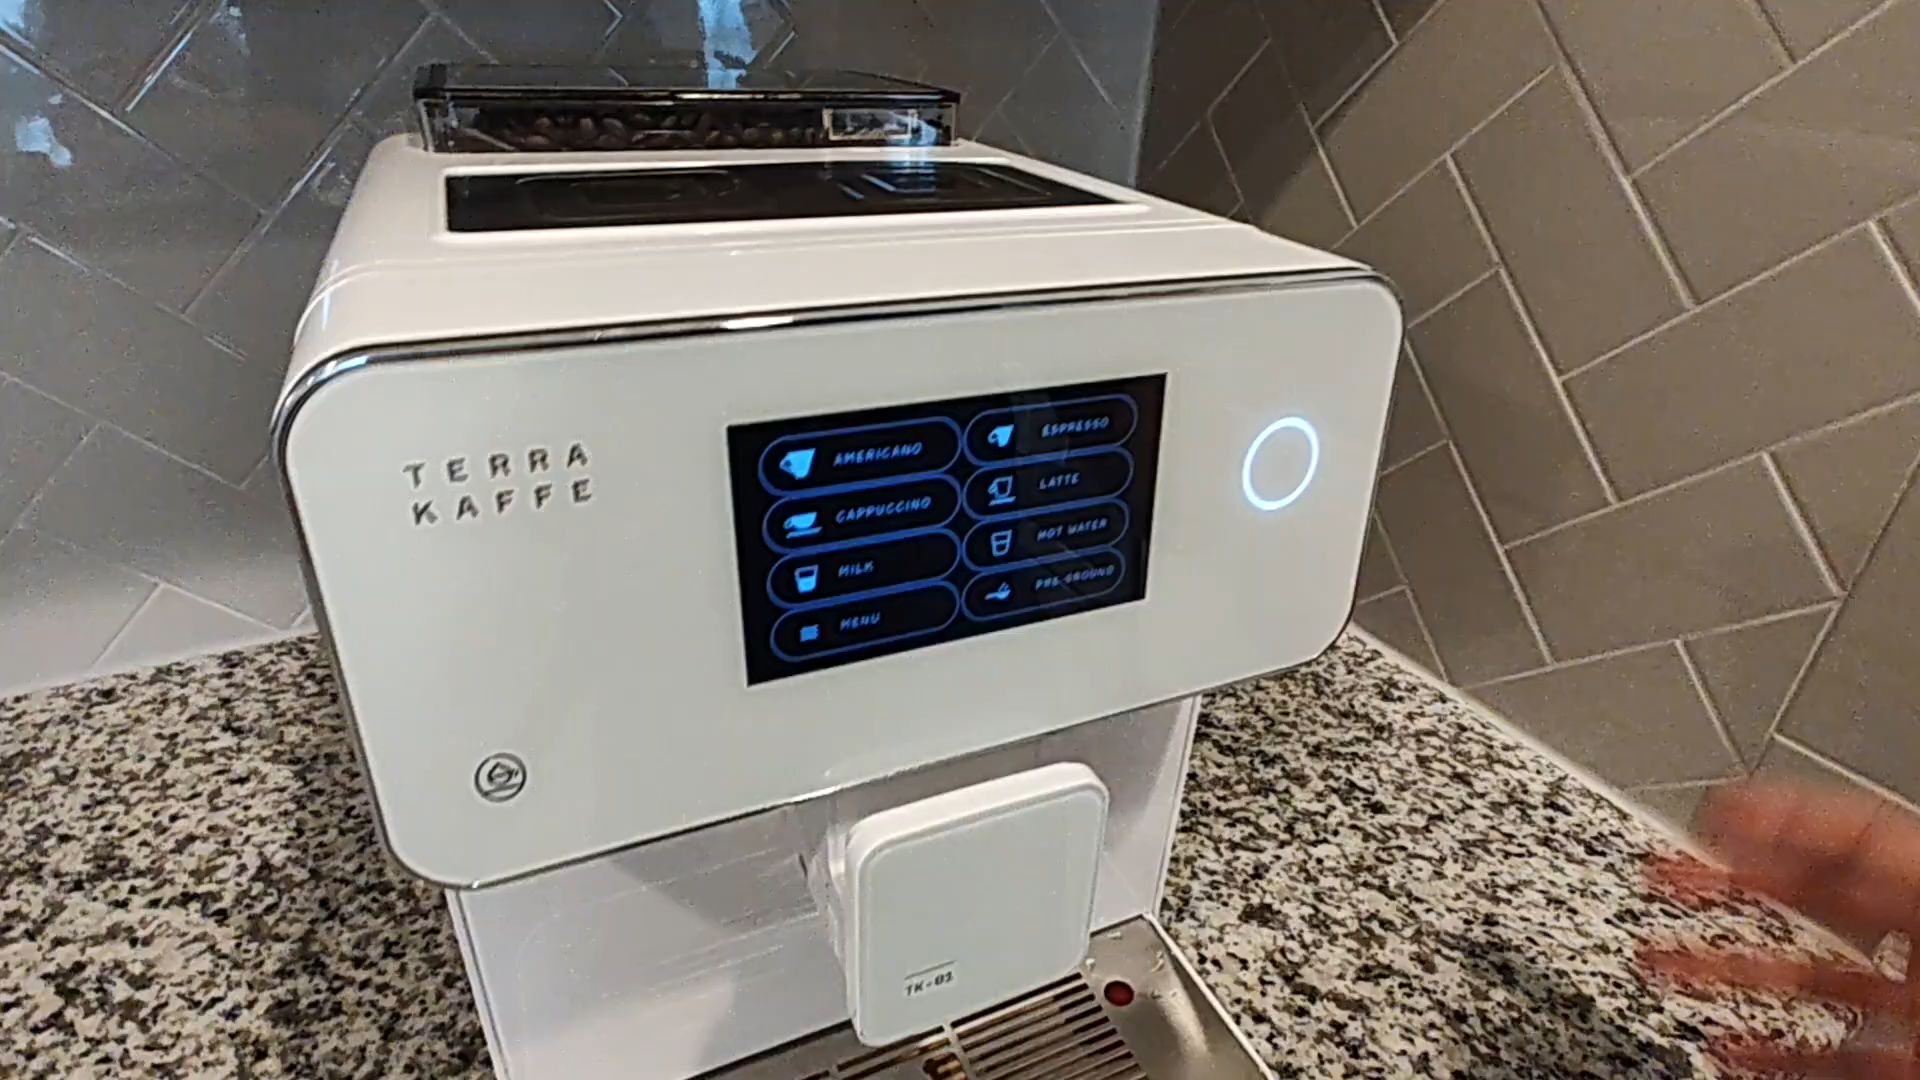 TERRA
KAFFE
AMERICANO
ESPRESSO
CAPPUCCINO
LATTE
MILK
HOT WATER
MENU
PRE-GROUND
TK-01